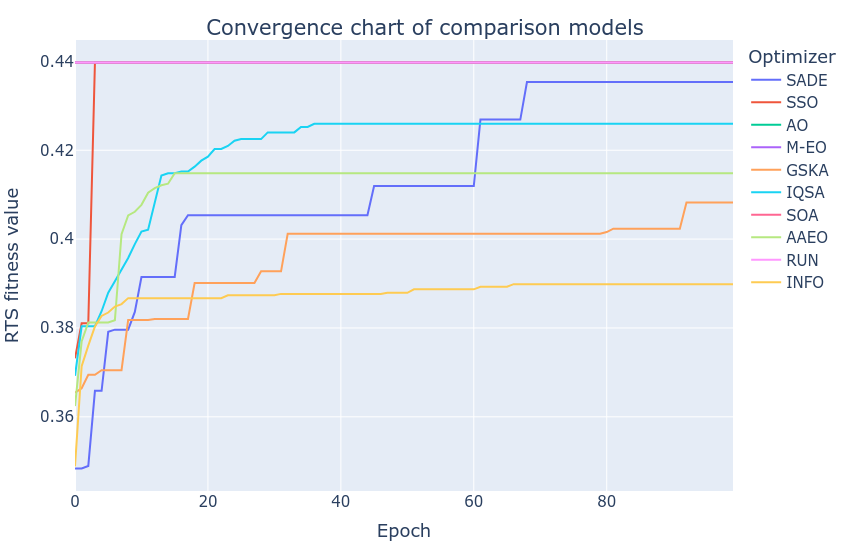 Convergence chart of comparison models
RTS fitness value
0.44
0.42
0.4
0.38
0.36
0
20
40
60
80
Epoch
Optimizer
SADE
SSO
AO
M-EO
GSKA
IQSA
SOA
AAEO
RUN
INFO